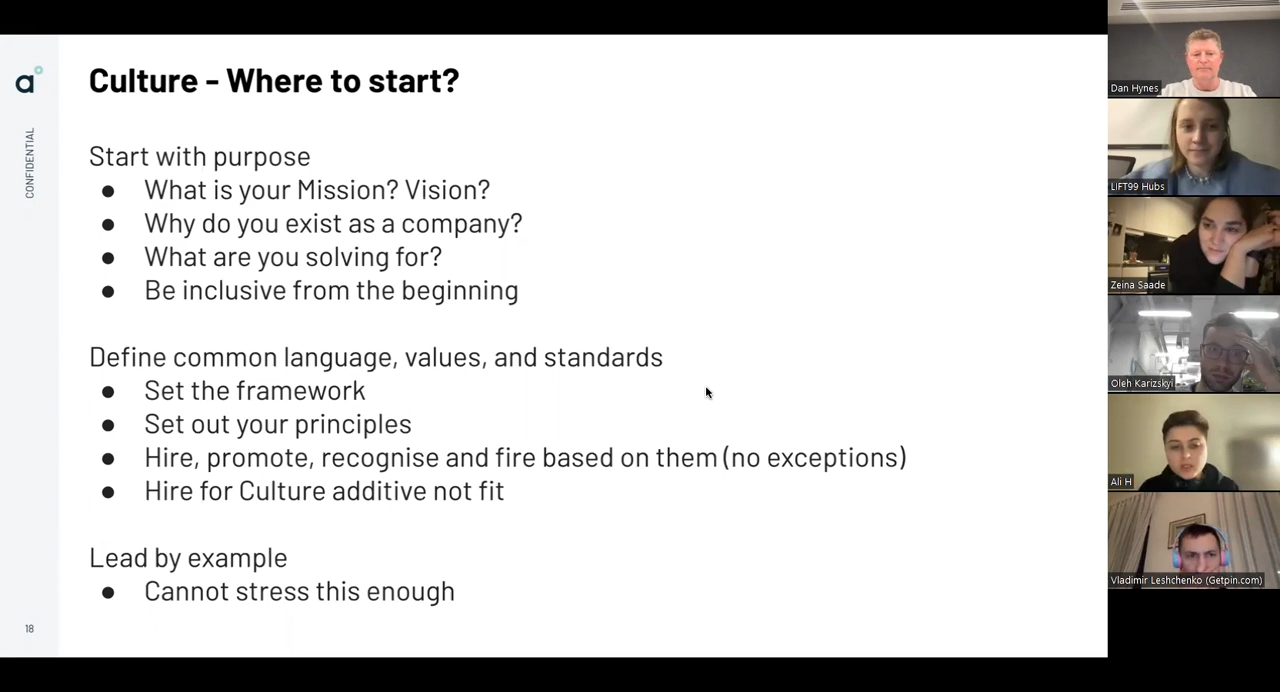 a
CONFIDENTIAL
Culture - Where to start?
Start with purpose
● What is your Mission? Vision?
● Why do you exist as a company?
● What are you solving for?
● Be inclusive from the beginning
Define common language, values, and standards
● Set the framework
● Set out your principles
● Hire, promote, recognise and fire based on them (no exceptions)
● Hire for Culture additive not fit
Lead by example
● Cannot stress this enough
18
Dan Hynes
LIFT99 Hubs
Zeina Saade
Oleh Karizskyi
Ali H
Vladimir Leshchenko (Getpin.com)